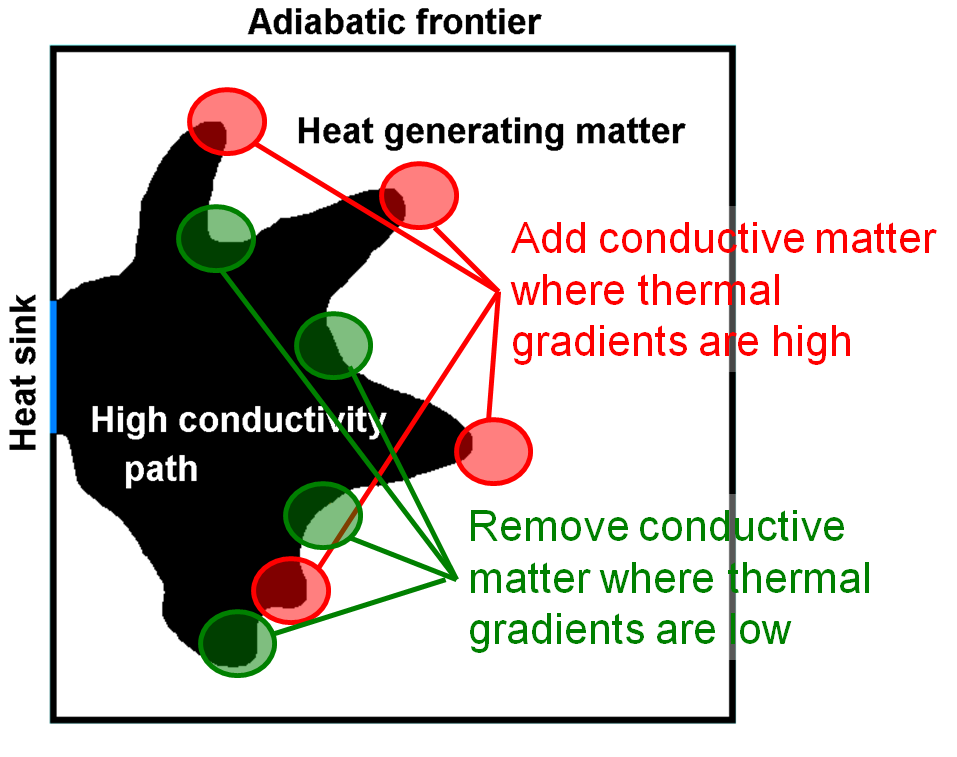 Adiabatic frontier
Heat generating matter
Add conductive matter
where thermal
gradients are high
Heat sink
High conductivity
path
Remove conductive
matter where thermal
gradients are low